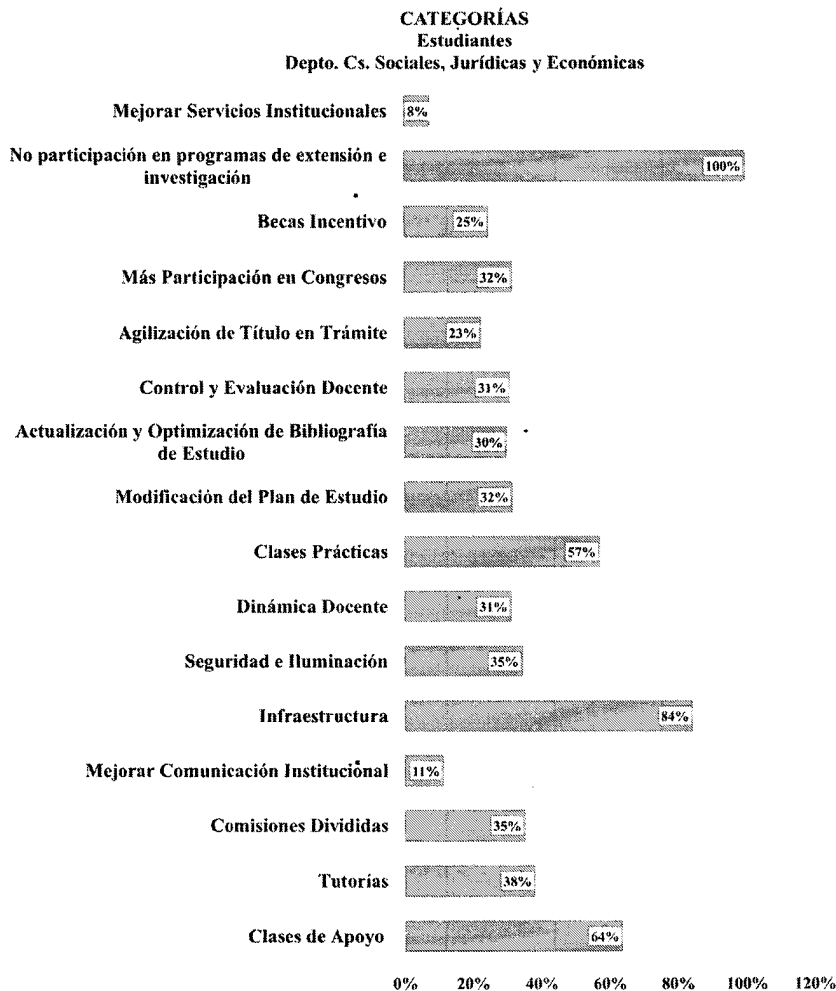 CATEGORÍAS
Estudiantes
Depto. Cs. Sociales, Jurídicas y Económicas
Mejorar Servicios Institucionales
8%
No participación en programas de extensión e
investigación
100%
Becas Incentivo
25%
Más Participación en Congresos
32%
Agilización de Título en Trámite
23%
Control y Evaluación Docente
31%
Actualización y Optimización de Bibliografía
de Estudio
30%
Modificación del Plan de Estudio
32%
Clases Prácticas
57%
Dinámica Docente
31%
Seguridad e Iluminación
35%
Infraestructura
84%
Mejorar Comunicación Institucional
11%
Comisiones Divididas
35%
Tutorías
38%
Clases de Apoyo
64%
0% 20% 40% 60% 80% 100% 120%